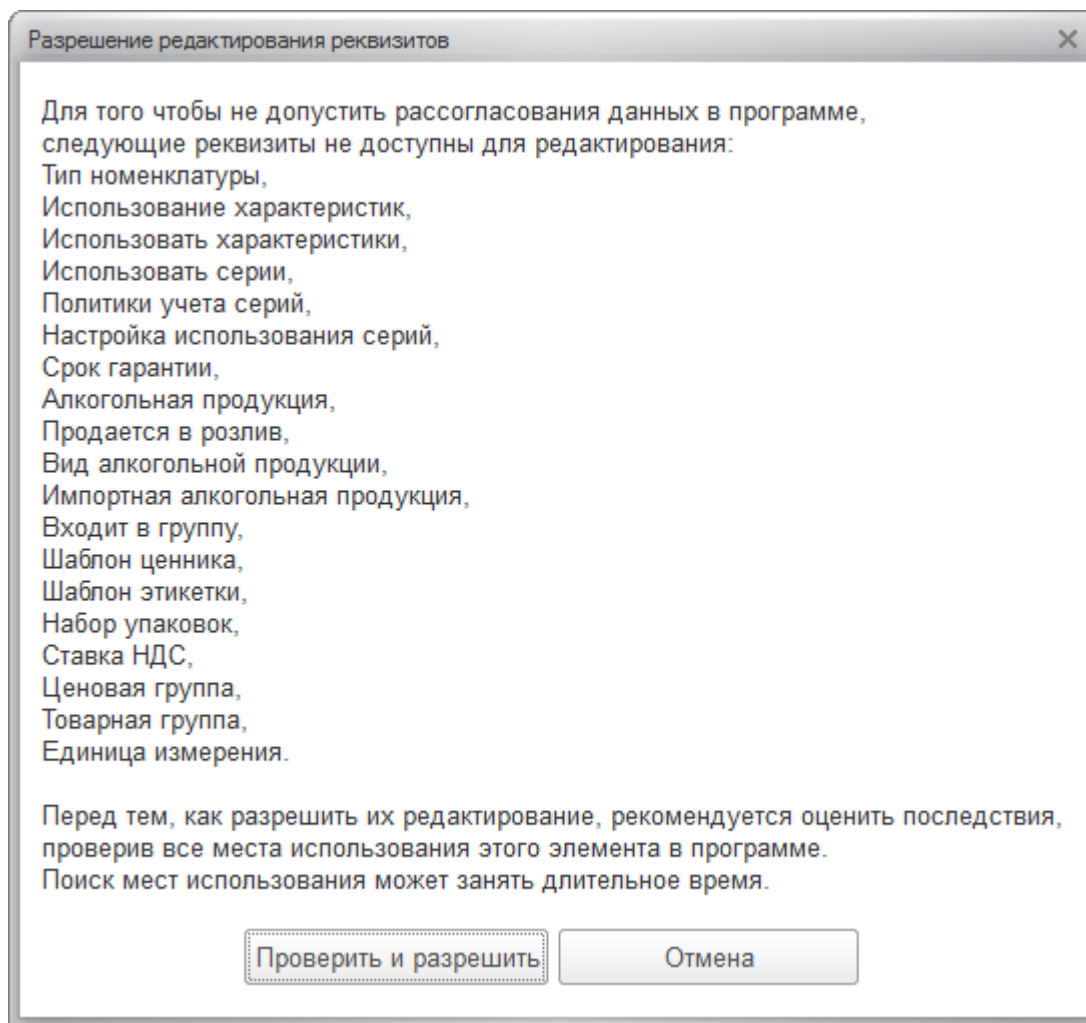 Разрешение редактирования реквизитов
Для того чтобы не допустить рассогласования данных в программе,
следующие реквизиты не доступны для редактирования:
Тип номенклатуры,
Использование характеристик,
Использовать характеристики,
Использовать серии,
Политики учета серий,
Настройка использования серий,
Срок гарантии,
Алкогольная продукция,
Продается в розлив,
Вид алкогольной продукции,
Импортная алкогольная продукция,
Входит в группу,
Шаблон ценника,
Шаблон этикетки,
Набор упаковок,
Ставка НДС,
Ценовая группа,
Товарная группа,
Единица измерения.
Перед тем, как разрешить их редактирование, рекомендуется оценить последствия,
проверив все места использования этого элемента в программе.
Поиск мест использования может занять длительное время.
Проверить и разрешить
Отмена